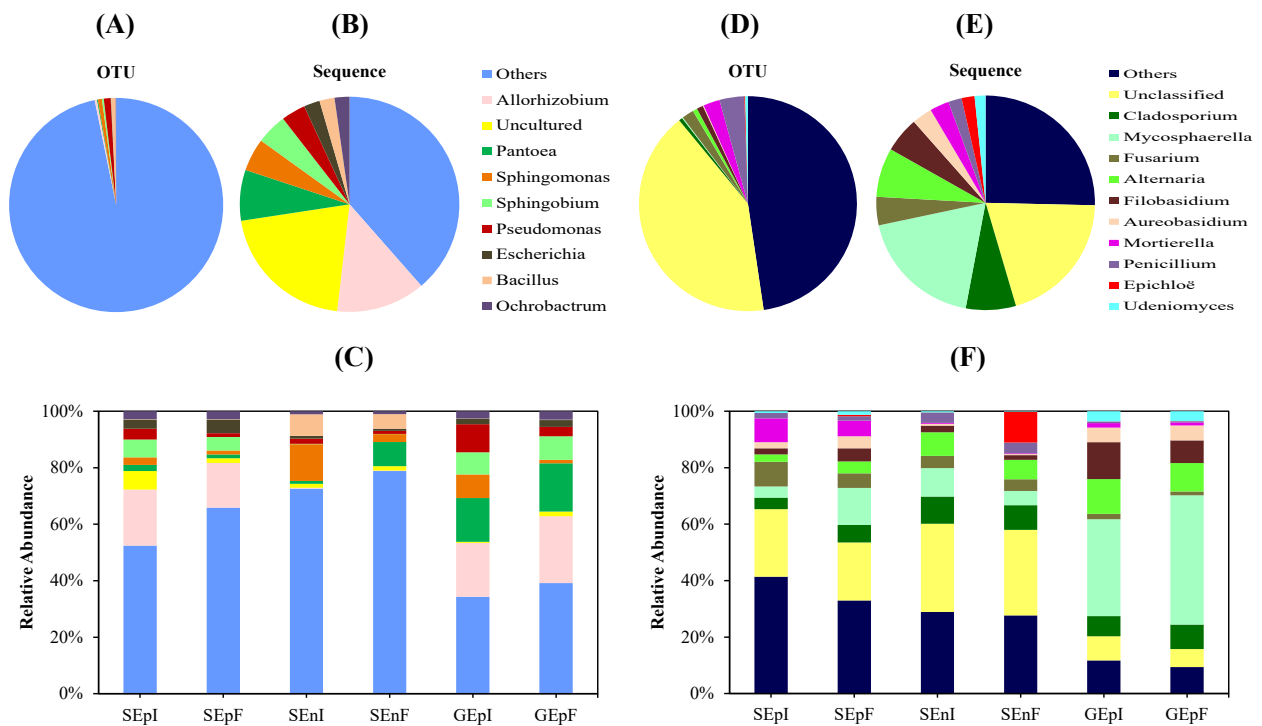 (A)
(B)
OTU
Sequence
Others
Allorhizobium
Uncultured
Pantoea
Sphingomonas
Sphingobium
Pseudomonas
Escherichia
Bacillus
Ochrobactrum
(D)
(E)
OTU
Sequence
Others
Unclassified
Cladosporium
Mycosphaerella
Fusarium
Alternaria
Filobasidium
Aureobasidium
Mortierella
Penicillium
Epichloë
Udeniomyces
(C)
Relative Abundance
100%
80%
60%
40%
20%
0%
SEpI SEpF SEnI SEnF GEpI GEpF
(F)
Relative Abundance
100%
80%
60%
40%
20%
0%
SEpI SEpF SEnI SEnF GEpI GEpF